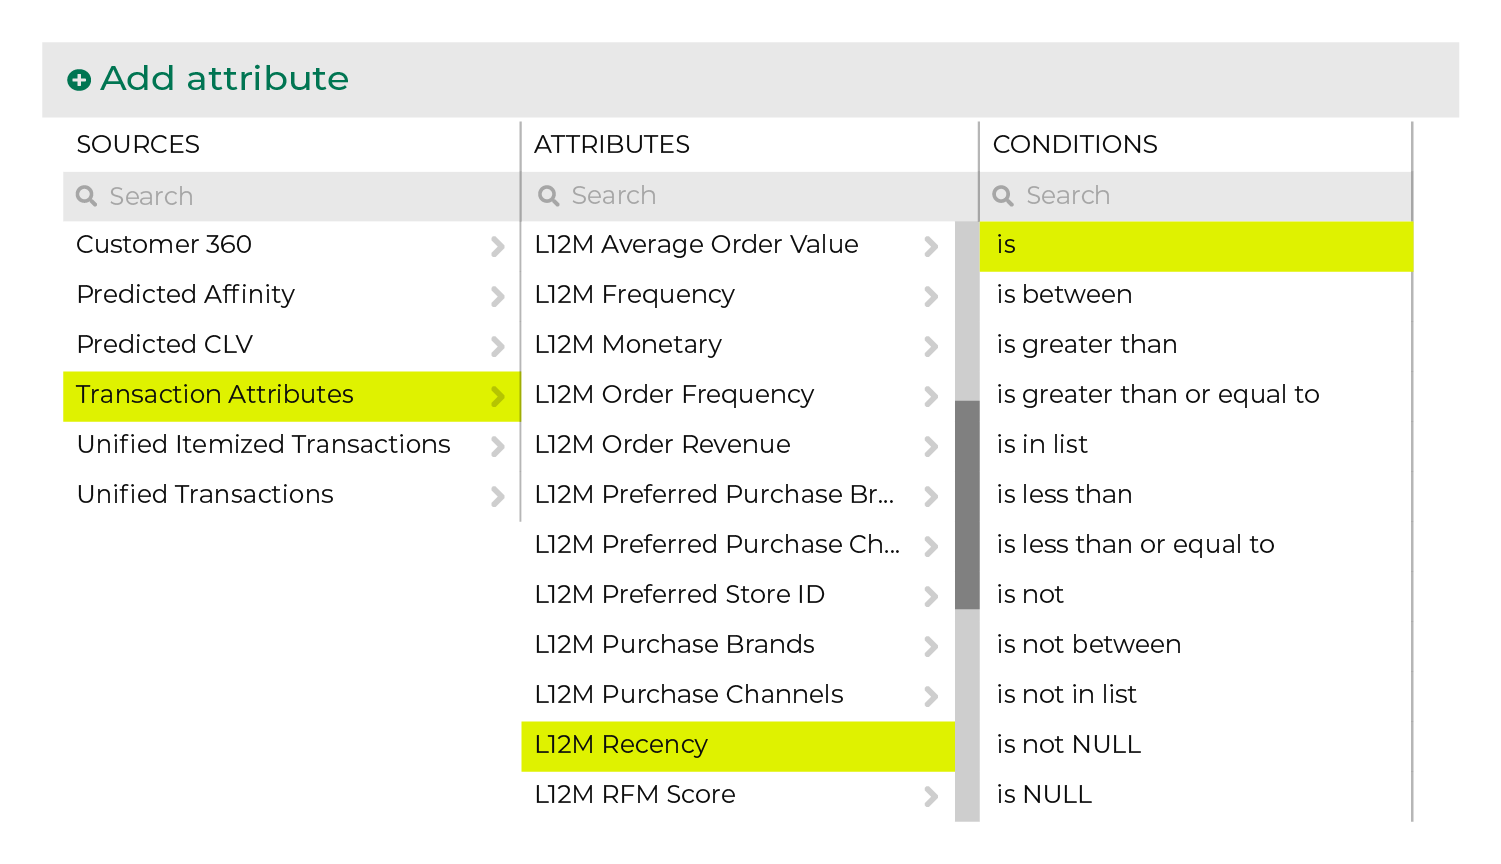 Add attribute
SOURCES
Search
Customer 360
Predicted Affinity
Predicted CLV
Transaction Attributes
Unified Itemized Transactions
Unified Transactions
ATTRIBUTES
Search
L12M Average Order Value
L12M Frequency
L12M Monetary
L12M Order Frequency
L12M Order Revenue
L12M Preferred Purchase Br...
L12M Preferred Purchase Ch...
L12M Preferred Store ID
L12M Purchase Brands
L12M Purchase Channels
L12M Recency
L12M RFM Score
CONDITIONS
Search
is
is between
is greater than
is greater than or equal to
is in list
is less than
is less than or equal to
is not
is not between
is not in list
is not NULL
is NULL